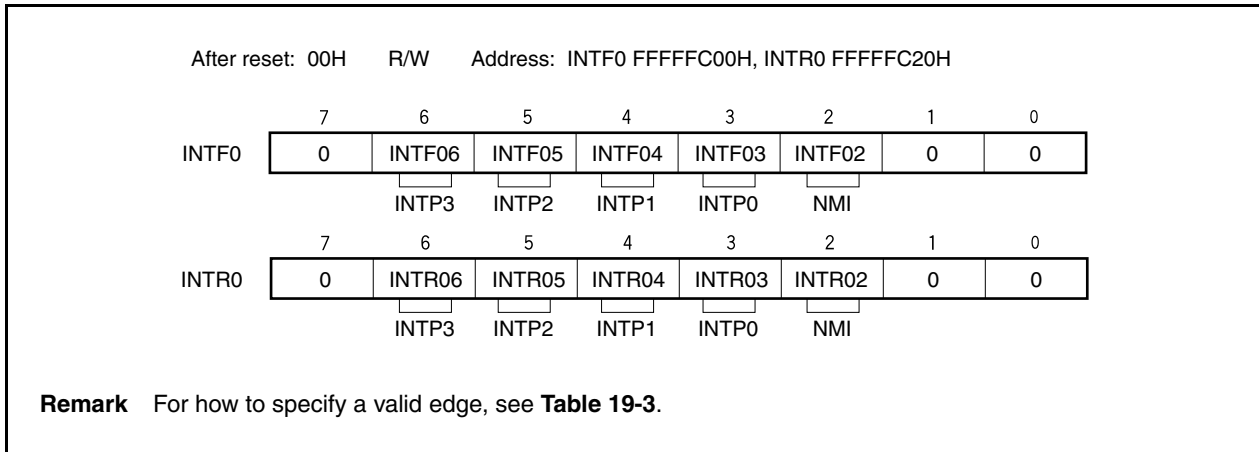 After reset: 00H R/W Address: INTF0 FFFFFC00H, INTR0 FFFFFC20H
7 6 5 4 3 2 1 0
INTF0 0 INTF06 INTF05 INTF04 INTF03 INTF02 0 0
INTP3 INTP2 INTP1 INTP0 NMI
7 6 5 4 3 2 1 0
INTR0 0 INTR06 INTR05 INTR04 INTR03 INTR02 0 0
INTP3 INTP2 INTP1 INTP0 NMI
Remark For how to specify a valid edge, see Table 19-3.